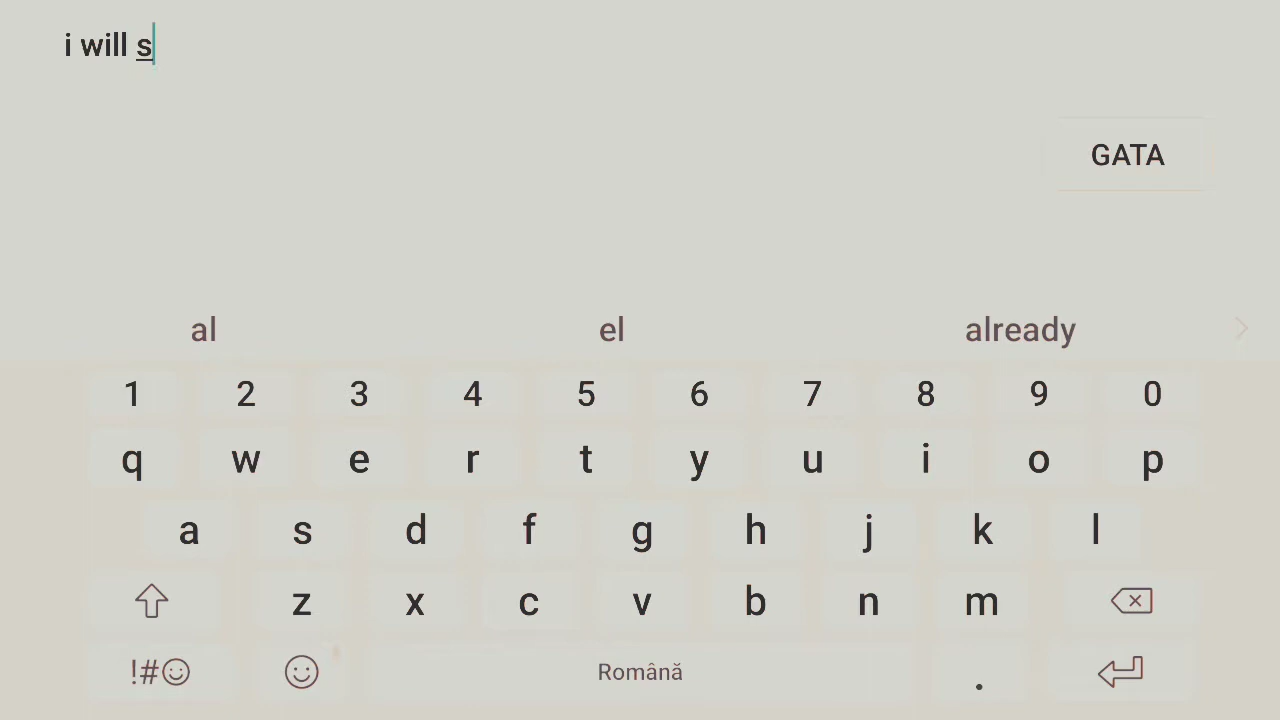 i will s
GATA
al el already
1 2 3 4 5 6 7 8 9 0
q w e r t y u i o p
a s d f g h j k l
z x c v b n m
!#☺ Română .